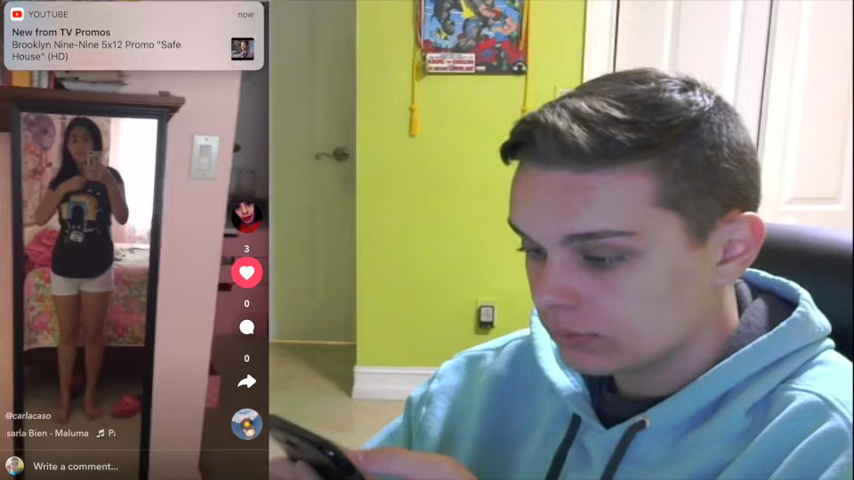 YOUTUBE
now
New from TV Promos
Brooklyn Nine-Nine 5x12 Promo "Safe
House" (HD)
3
0
0
@carlacaso
sarla Bien - Maluma
Pi
Write a comment...